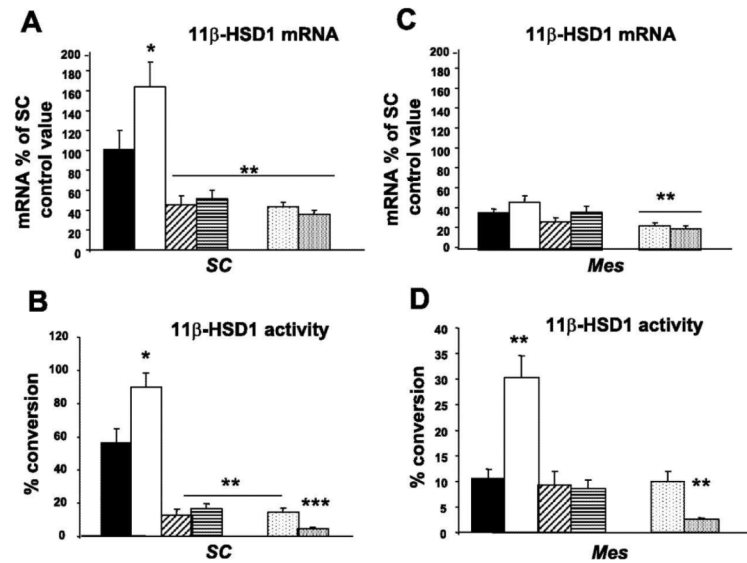 A
11β-HSD1 mRNA
mRNA % of SC
control value
200
180
160
140
120
100
80
60
40
20
0
*
**
SC
C
11β-HSD1 mRNA
mRNA % of SC
control value
200
180
160
140
120
100
80
60
40
20
0
**
Mes
B
11β-HSD1 activity
% conversion
120
100
80
60
40
20
0
*
**
***
SC
D
11β-HSD1 activity
% conversion
40
35
30
25
20
15
10
5
0
**
**
Mes